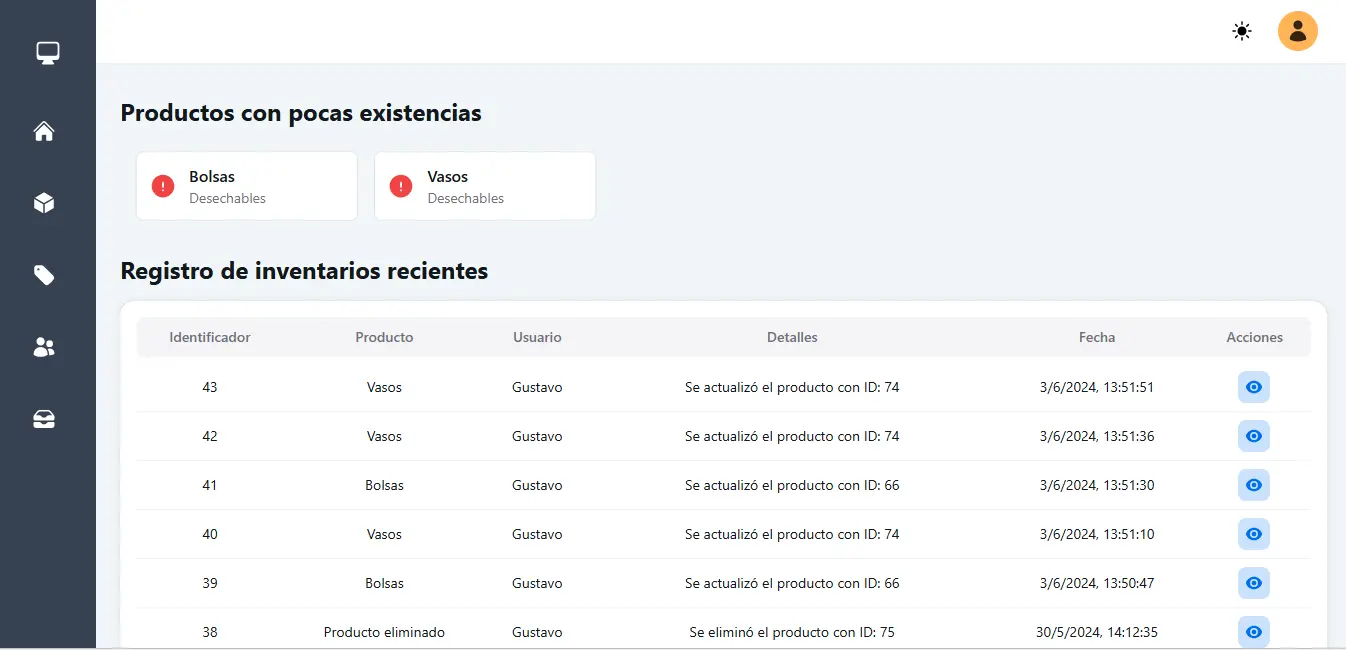 Productos con pocas existencias
Bolsas
Desechables
Vasos
Desechables
Registro de inventarios recientes
Identificador Producto Usuario Detalles Fecha Acciones
43 Vasos Gustavo Se actualizó el producto con ID: 74 3/6/2024, 13:51:51
42 Vasos Gustavo Se actualizó el producto con ID: 74 3/6/2024, 13:51:36
41 Bolsas Gustavo Se actualizó el producto con ID: 66 3/6/2024, 13:51:30
40 Vasos Gustavo Se actualizó el producto con ID: 74 3/6/2024, 13:51:10
39 Bolsas Gustavo Se actualizó el producto con ID: 66 3/6/2024, 13:50:47
38 Producto eliminado Gustavo Se eliminó el producto con ID: 75 30/5/2024, 14:12:35